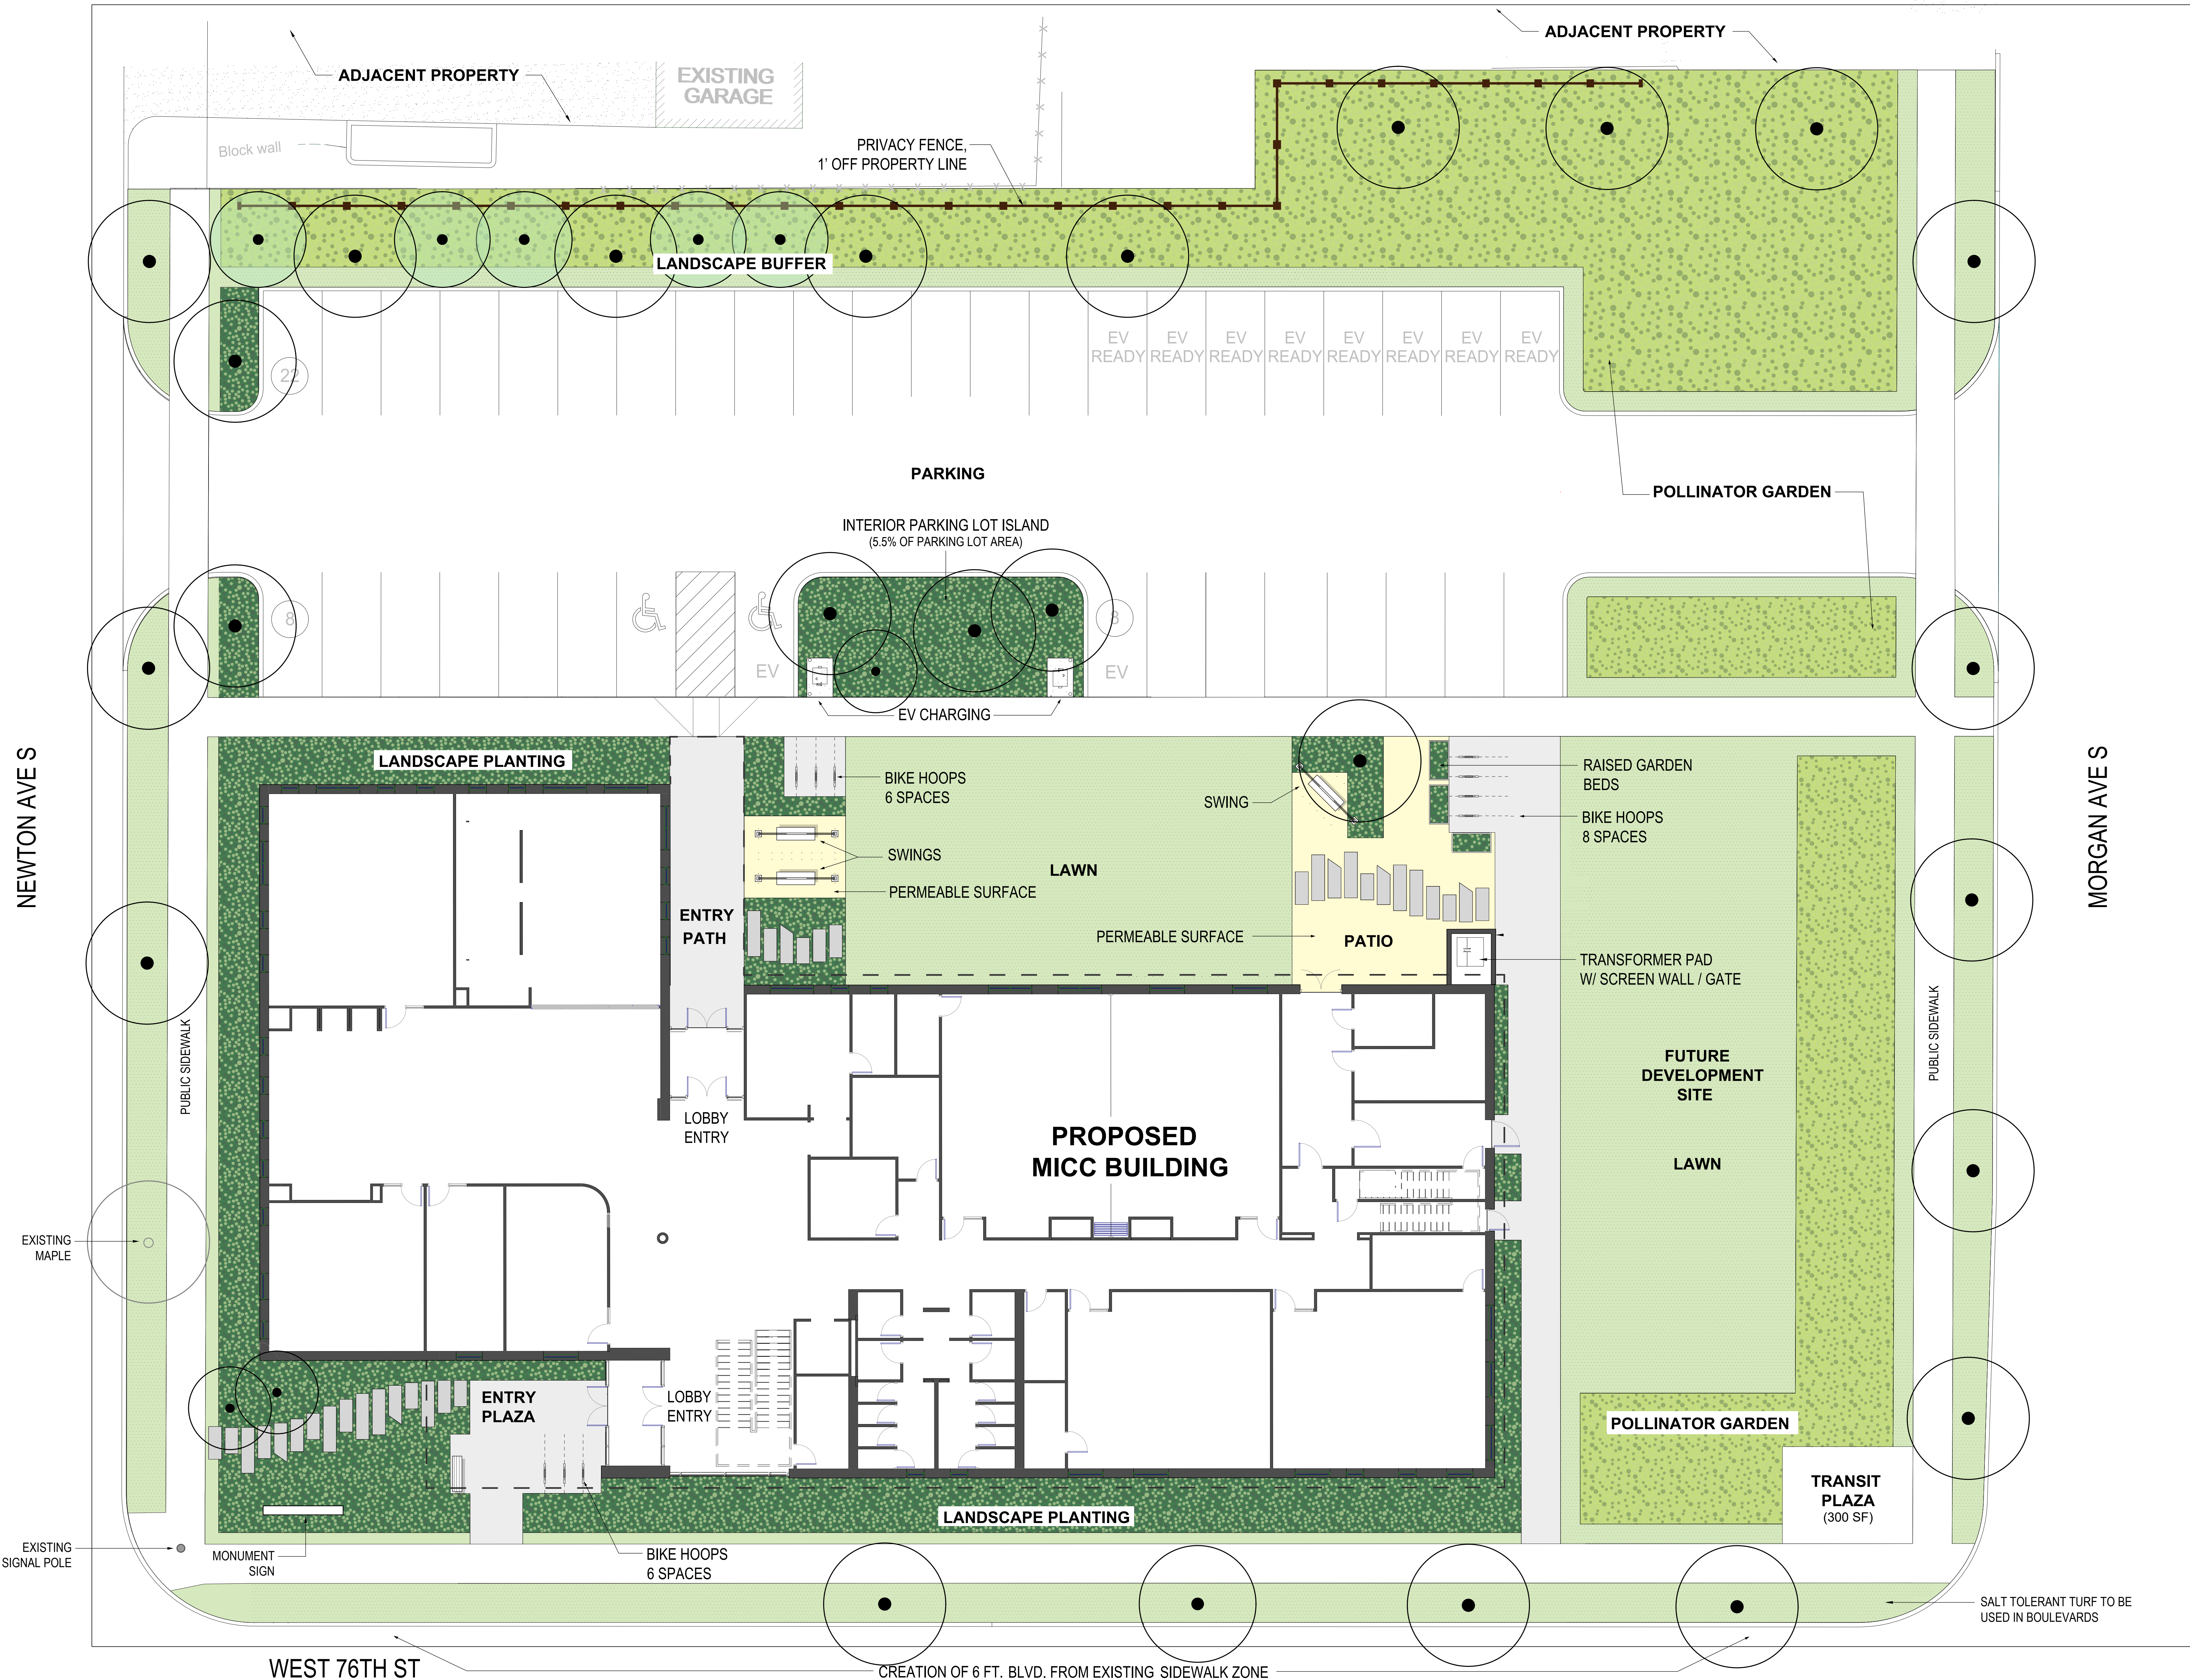 ADJACENT PROPERTY
ADJACENT PROPERTY
EXISTING
GARAGE
Block wall
PRIVACY FENCE,
1' OFF PROPERTY LINE
LANDSCAPE BUFFER
22
EV
READY
EV
READY
EV
READY
EV
READY
EV
READY
EV
READY
EV
READY
EV
READY
PARKING
POLLINATOR GARDEN
INTERIOR PARKING LOT ISLAND
(5.5% OF PARKING LOT AREA)
8
8
EV
EV
EV CHARGING
NEWTON AVE S
MORGAN AVE S
LANDSCAPE PLANTING
BIKE HOOPS
6 SPACES
SWING
RAISED GARDEN
BEDS
BIKE HOOPS
8 SPACES
SWINGS
LAWN
PERMEABLE SURFACE
ENTRY
PATH
PERMEABLE SURFACE
PATIO
TRANSFORMER PAD
W/ SCREEN WALL / GATE
PUBLIC SIDEWALK
PUBLIC SIDEWALK
FUTURE
DEVELOPMENT
SITE
LOBBY
ENTRY
PROPOSED
MICC BUILDING
LAWN
EXISTING
MAPLE
ENTRY
PLAZA
LOBBY
ENTRY
POLLINATOR GARDEN
TRANSIT
PLAZA
(300 SF)
LANDSCAPE PLANTING
EXISTING
SIGNAL POLE
MONUMENT
SIGN
BIKE HOOPS
6 SPACES
SALT TOLERANT TURF TO BE
USED IN BOULEVARDS
WEST 76TH ST
CREATION OF 6 FT. BLVD. FROM EXISTING SIDEWALK ZONE